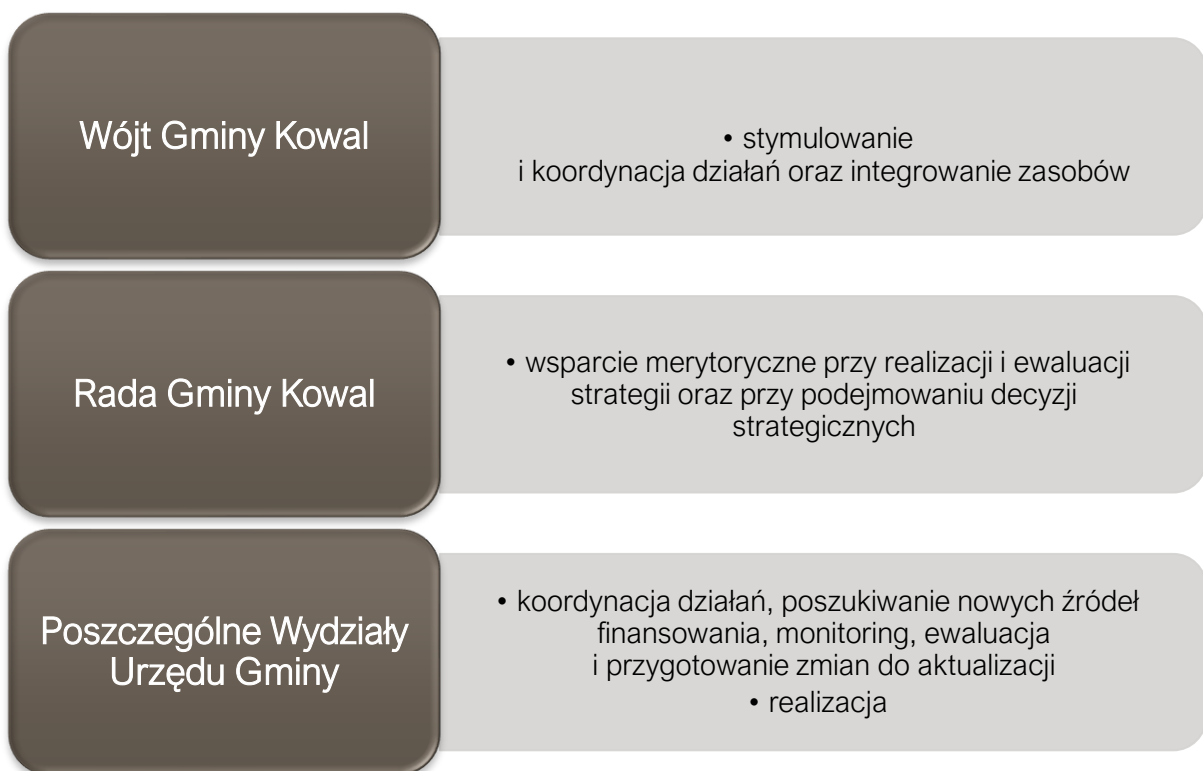 Wójt Gminy Kowal
• stymulowanie
i koordynacja działań oraz integrowanie zasobów
Rada Gminy Kowal
• wsparcie merytoryczne przy realizacji i ewaluacji
strategii oraz przy podejmowaniu decyzji
strategicznych
Poszczególne Wydziały
Urzędu Gminy
• koordynacja działań, poszukiwanie nowych źródeł
finansowania, monitoring, ewaluacja
i przygotowanie zmian do aktualizacji
• realizacja